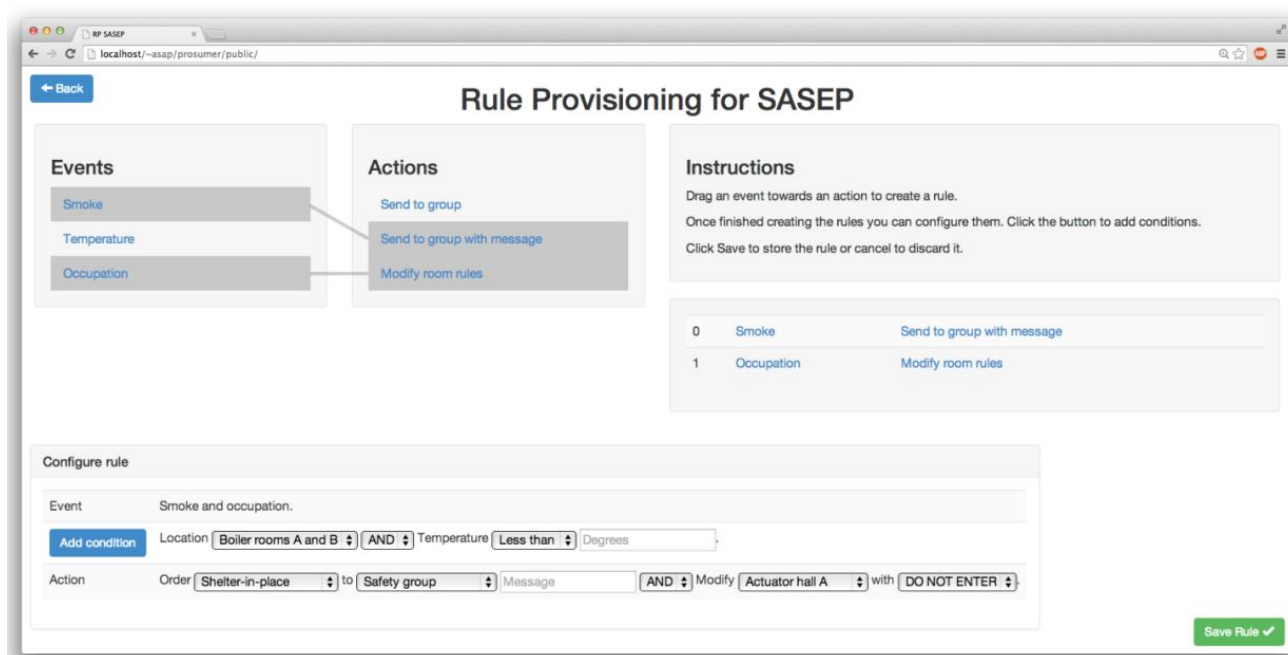 RP SASEP
localhost/~asap/prosumer/public/
Back
Rule Provisioning for SASEP
Events
Smoke
Temperature
Occupation
Actions
Send to group
Send to group with message
Modify room rules
Instructions
Drag an event towards an action to create a rule.
Once finished creating the rules you can configure them. Click the button to add conditions.
Click Save to store the rule or cancel to discard it.
0 Smoke Send to group with message
1 Occupation Modify room rules
Configure rule
Event Smoke and occupation.
Add condition Location Boiler rooms A and B AND Temperature Less than Degrees .
Action Order Shelter-in-place to Safety group Message AND Modify Actuator hall A with DO NOT ENTER .
Save Rule ✓